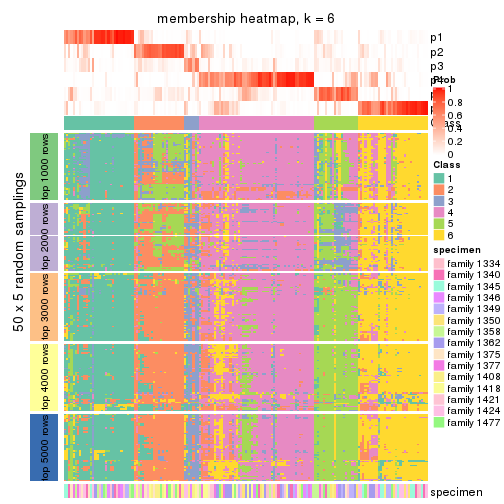 membership heatmap, k = 6
p1
p2
p3
Prob
1
0.8
0.6
0.4
0.2
0
Class
1
2
3
4
5
6
specimen
family 1334
family 1340
family 1345
family 1346
family 1349
family 1350
family 1358
family 1362
family 1375
family 1377
family 1408
family 1418
family 1421
family 1424
family 1477
50 x 5 random samplings
top 1000 rows
top 2000 rows
top 3000 rows
top 4000 rows
top 5000 rows
specimen